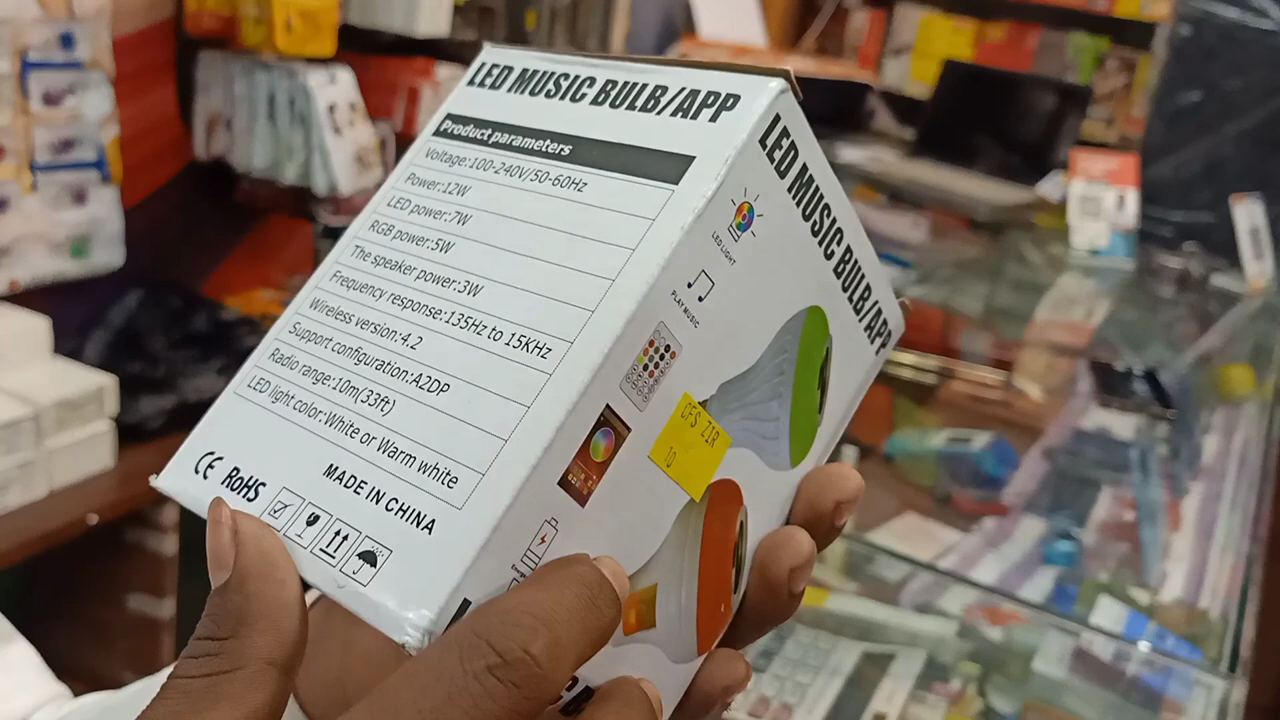 LED MUSIC BULB/APP
Product parameters
Voltage:100-240V/50-60Hz
Power:12W
LED power:7W
RGB power:5W
The speaker power:3W
Frequency response:135Hz to 15KHz
Wireless version:4.2
Support configuration:A2DP
Radio range:10m(33ft)
LED light color:White or Warm white
CE RoHS
MADE IN CHINA
LED MUSIC BULB/APP
LED LIGHT
PLAY MUSIC
10